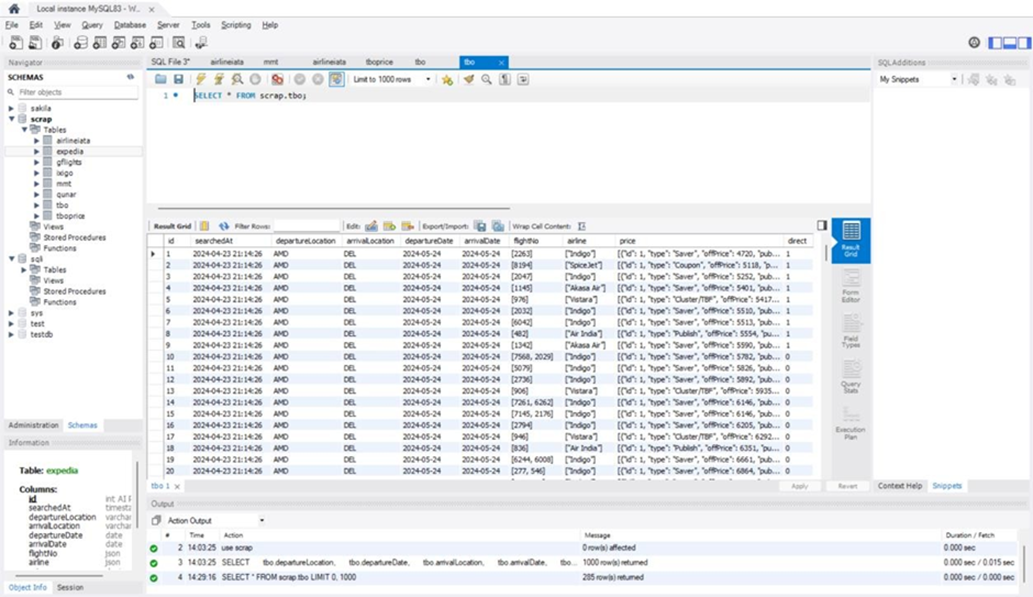 Local instance MySQL83 - W...
File Edit View Query Database Server Tools Scripting Help
Navigator
SCHEMAS
Filter objects
sakila
scrap
Tables
airlineiata
expedia
gflights
ixigo
mmt
qunar
tbo
tboprice
Views
Stored Procedures
Functions
sqli
Tables
Views
Stored Procedures
Functions
sys
test
testdb
Administration Schemas
Information
Table: expedia
Columns:
id int AI P
searchedAt timesta
departureLocation varchar
arrivalLocation varchar
departureDate date
arrivalDate date
flightNo json
airline json
Object Info Session
SQL File 3* airlineiata mmt airlineiata tboprice tbo tbo
Limit to 1000 rows
1 SELECT * FROM scrap.tbo;
Result Grid Filter Rows: Edit: Export/Import: Wrap Cell Content:
id searchedAt departureLocation arrivalLocation departureDate arrivalDate flightNo airline price direct
1 2024-04-23 21:14:26 AMD DEL 2024-05-24 2024-05-24 [2263] ["Indigo"] [{"id": 1, "type": "Saver", "offPrice": 4720, "pub... 1
2 2024-04-23 21:14:26 AMD DEL 2024-05-24 2024-05-24 [8194] ["SpiceJet"] [{"id": 1, "type": "Coupon", "offPrice": 5118, "p... 1
3 2024-04-23 21:14:26 AMD DEL 2024-05-24 2024-05-24 [2047] ["Indigo"] [{"id": 1, "type": "Saver", "offPrice": 5252, "pub... 1
4 2024-04-23 21:14:26 AMD DEL 2024-05-24 2024-05-24 [1145] ["Akasa Air"] [{"id": 1, "type": "Saver", "offPrice": 5401, "pub... 1
5 2024-04-23 21:14:26 AMD DEL 2024-05-24 2024-05-24 [976] ["Vistara"] [{"id": 1, "type": "Cluster/TBF", "offPrice": 5417... 1
6 2024-04-23 21:14:26 AMD DEL 2024-05-24 2024-05-24 [2032] ["Indigo"] [{"id": 1, "type": "Saver", "offPrice": 5510, "pub... 1
7 2024-04-23 21:14:26 AMD DEL 2024-05-24 2024-05-24 [6042] ["Indigo"] [{"id": 1, "type": "Saver", "offPrice": 5513, "pub... 1
8 2024-04-23 21:14:26 AMD DEL 2024-05-24 2024-05-24 [482] ["Air India"] [{"id": 1, "type": "Publish", "offPrice": 5554, "pu... 1
9 2024-04-23 21:14:26 AMD DEL 2024-05-24 2024-05-24 [1342] ["Akasa Air"] [{"id": 1, "type": "Saver", "offPrice": 5590, "pub... 1
10 2024-04-23 21:14:26 AMD DEL 2024-05-24 2024-05-24 [7568, 2029] ["Indigo"] [{"id": 1, "type": "Saver", "offPrice": 5782, "pub... 0
11 2024-04-23 21:14:26 AMD DEL 2024-05-24 2024-05-24 [5079] ["Indigo"] [{"id": 1, "type": "Saver", "offPrice": 5826, "pub... 0
12 2024-04-23 21:14:26 AMD DEL 2024-05-24 2024-05-24 [2736] ["Indigo"] [{"id": 1, "type": "Saver", "offPrice": 5892, "pub... 0
13 2024-04-23 21:14:26 AMD DEL 2024-05-24 2024-05-24 [906] ["Vistara"] [{"id": 1, "type": "Cluster/TBF", "offPrice": 5935... 0
14 2024-04-23 21:14:26 AMD DEL 2024-05-24 2024-05-24 [7261, 6262] ["Indigo"] [{"id": 1, "type": "Saver", "offPrice": 6146, "pub... 0
15 2024-04-23 21:14:26 AMD DEL 2024-05-24 2024-05-24 [7145, 2176] ["Indigo"] [{"id": 1, "type": "Saver", "offPrice": 6146, "pub... 0
16 2024-04-23 21:14:26 AMD DEL 2024-05-24 2024-05-24 [2794] ["Indigo"] [{"id": 1, "type": "Saver", "offPrice": 6205, "pub... 0
17 2024-04-23 21:14:26 AMD DEL 2024-05-24 2024-05-24 [946] ["Vistara"] [{"id": 1, "type": "Cluster/TBF", "offPrice": 6292... 0
18 2024-04-23 21:14:26 AMD DEL 2024-05-24 2024-05-24 [836] ["Air India"] [{"id": 1, "type": "Publish", "offPrice": 6351, "pu... 0
19 2024-04-23 21:14:26 AMD DEL 2024-05-24 2024-05-24 [6244, 6008] ["Indigo"] [{"id": 1, "type": "Saver", "offPrice": 6661, "pub... 0
20 2024-04-23 21:14:26 AMD DEL 2024-05-24 2024-05-24 [277, 546] ["Indigo"] [{"id": 1, "type": "Saver", "offPrice": 6864, "pub... 0
tbo 1 Apply Revert
Result Grid
Form Editor
Field Types
Query Stats
Execution Plan
SQLAdditions
My Snippets
Context Help Snippets
Output
Action Output
# Time Action Message Duration / Fetch
2 14:03:25 use scrap 0 row(s) affected 0.000 sec
3 14:03:25 SELECT tbo.departureLocation, tbo.departureDate, tbo.arrivalLocation, tbo.arrivalDate, tbo... 1000 row(s) returned 0.000 sec / 0.015 sec
4 14:29:16 SELECT * FROM scrap.tbo LIMIT 0, 1000 285 row(s) returned 0.000 sec / 0.000 sec